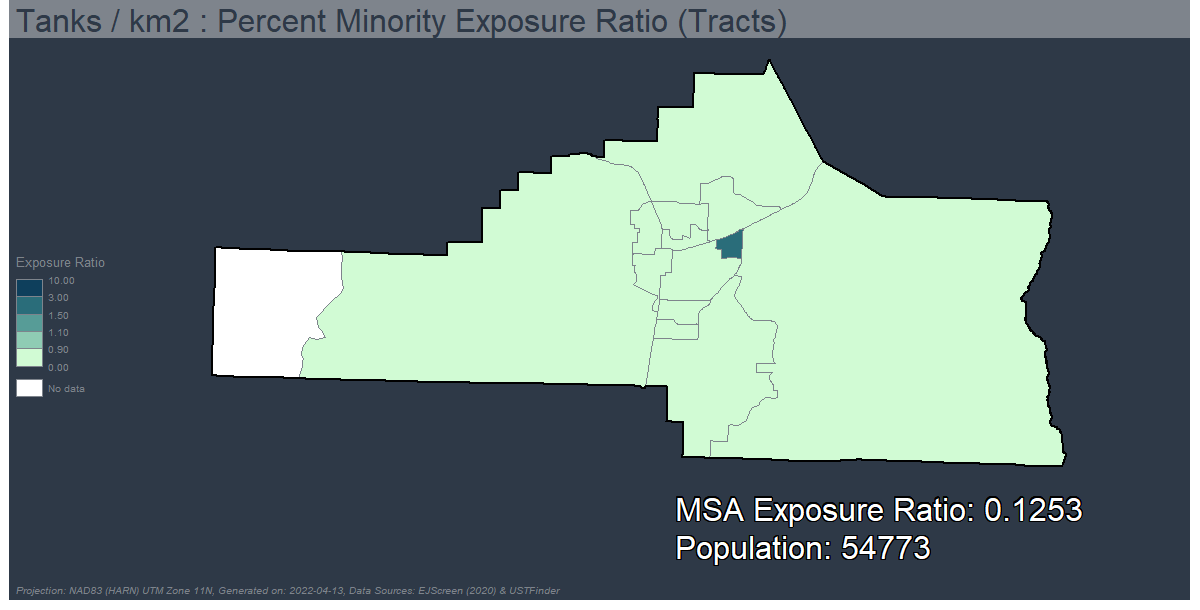 Tanks / km2 : Percent Minority Exposure Ratio (Tracts)
Exposure Ratio
10.00
3.00
1.50
1.10
0.90
0.00
No data
MSA Exposure Ratio: 0.1253
Population: 54773
Projection: NAD83 (HARN) UTM Zone 11N, Generated on: 2022-04-13, Data Sources: EJScreen (2020) & USTFinder